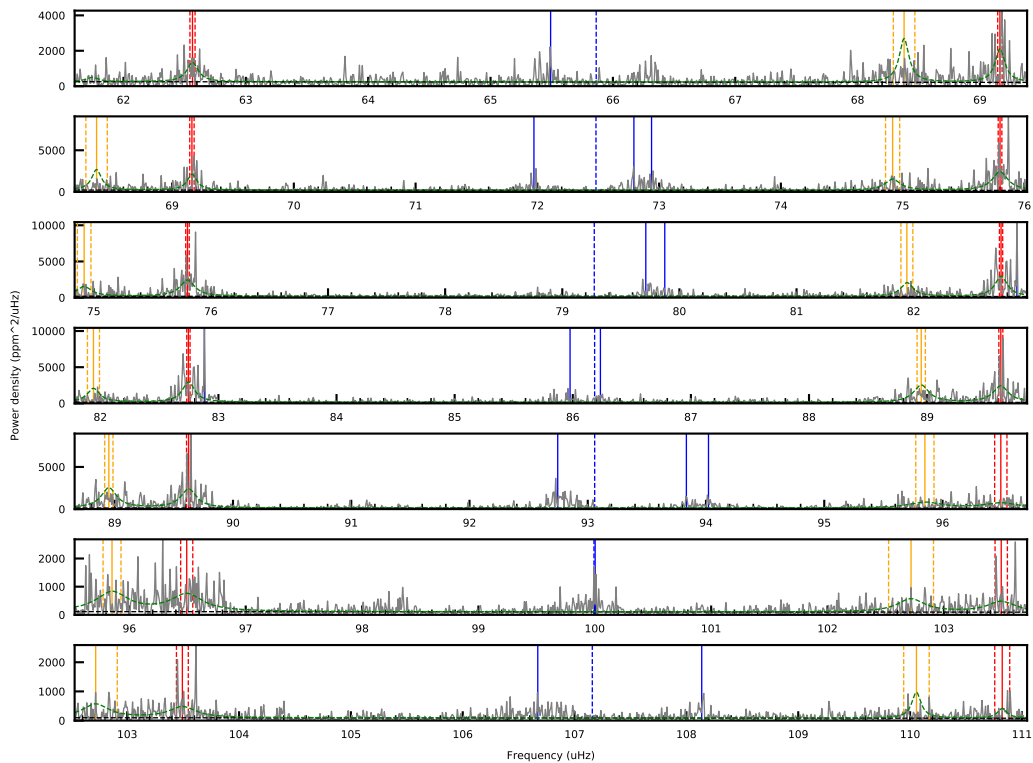 4000
2000
0
62 63 64 65 66 67 68 69
5000
0
69 70 71 72 73 74 75 76
10000
5000
0
75 76 77 78 79 80 81 82
10000
5000
0
82 83 84 85 86 87 88 89
5000
0
89 90 91 92 93 94 95 96
2000
1000
0
96 97 98 99 100 101 102 103
2000
1000
0
103 104 105 106 107 108 109 110 111
Power density (ppm^2/uHz)
Frequency (uHz)